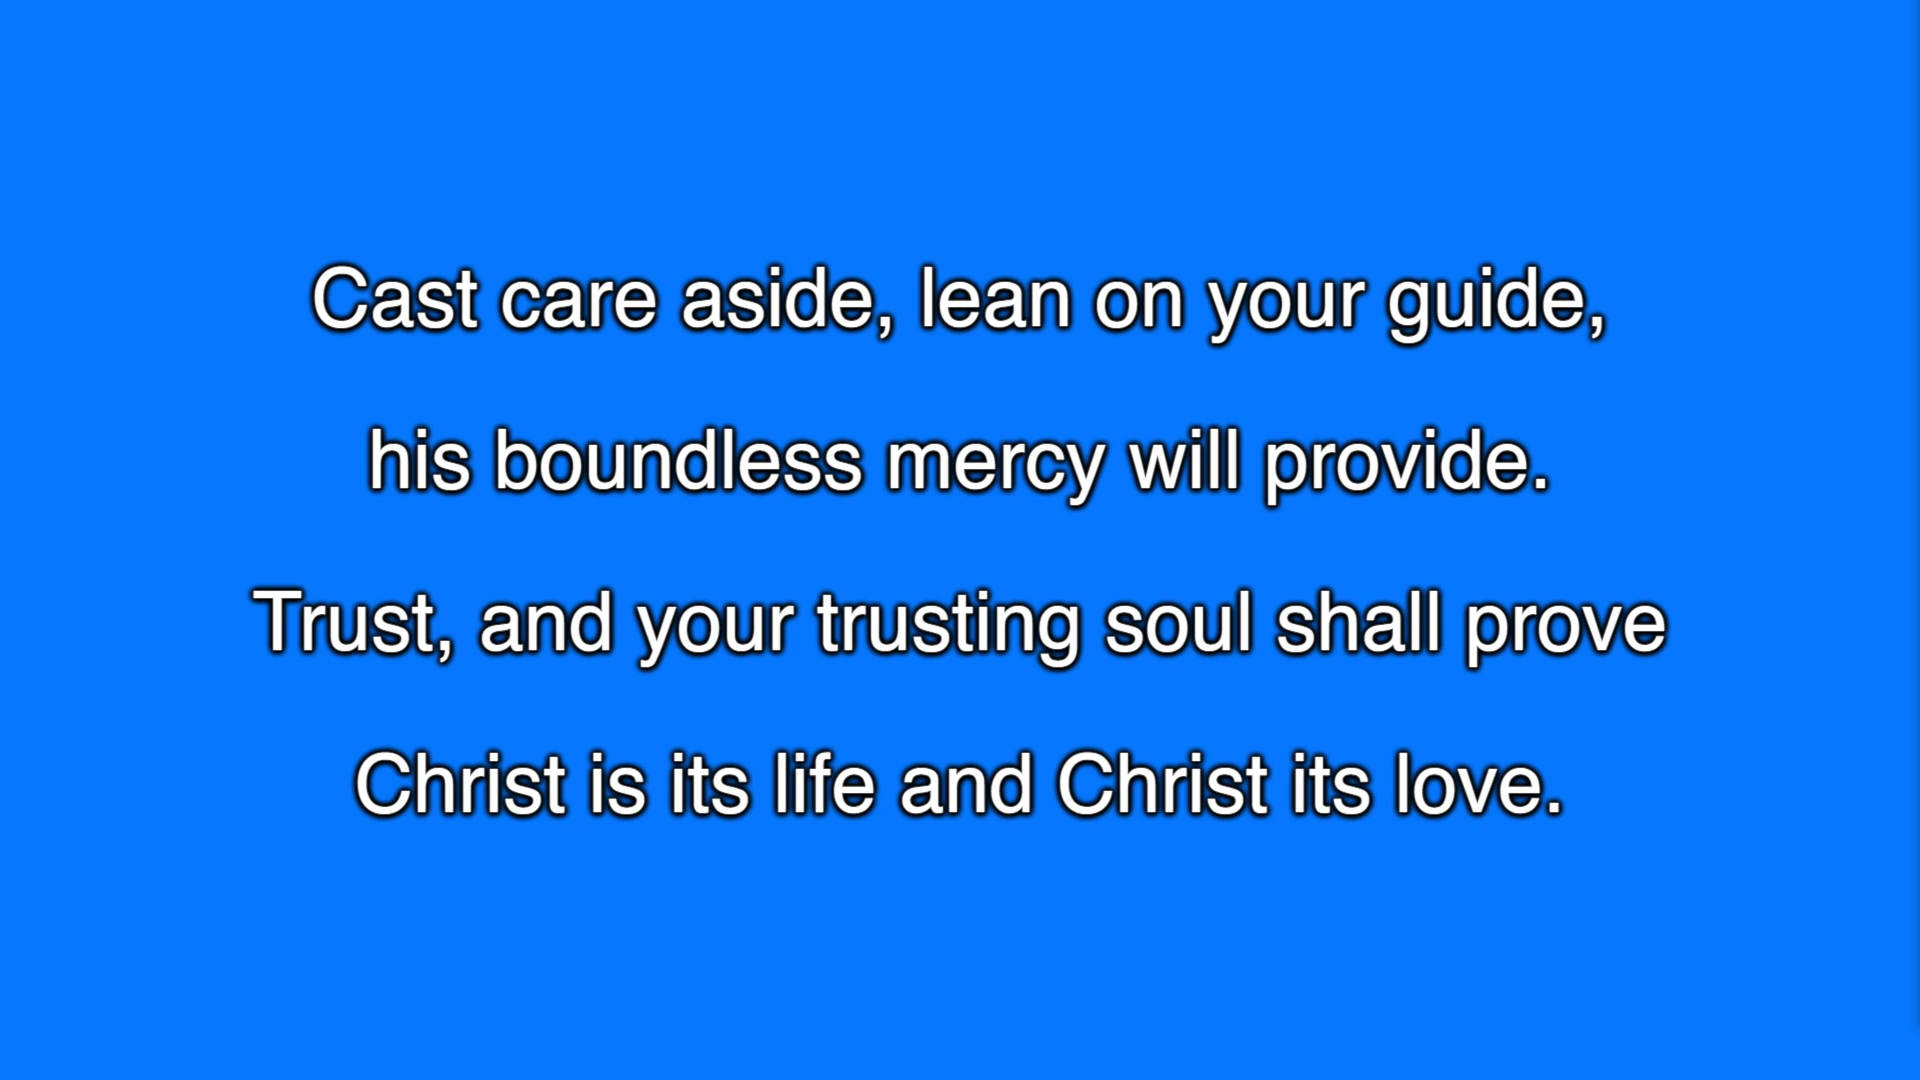 Cast care aside, lean on your guide,
his boundless mercy will provide.
Trust, and your trusting soul shall prove
Christ is its life and Christ its love.